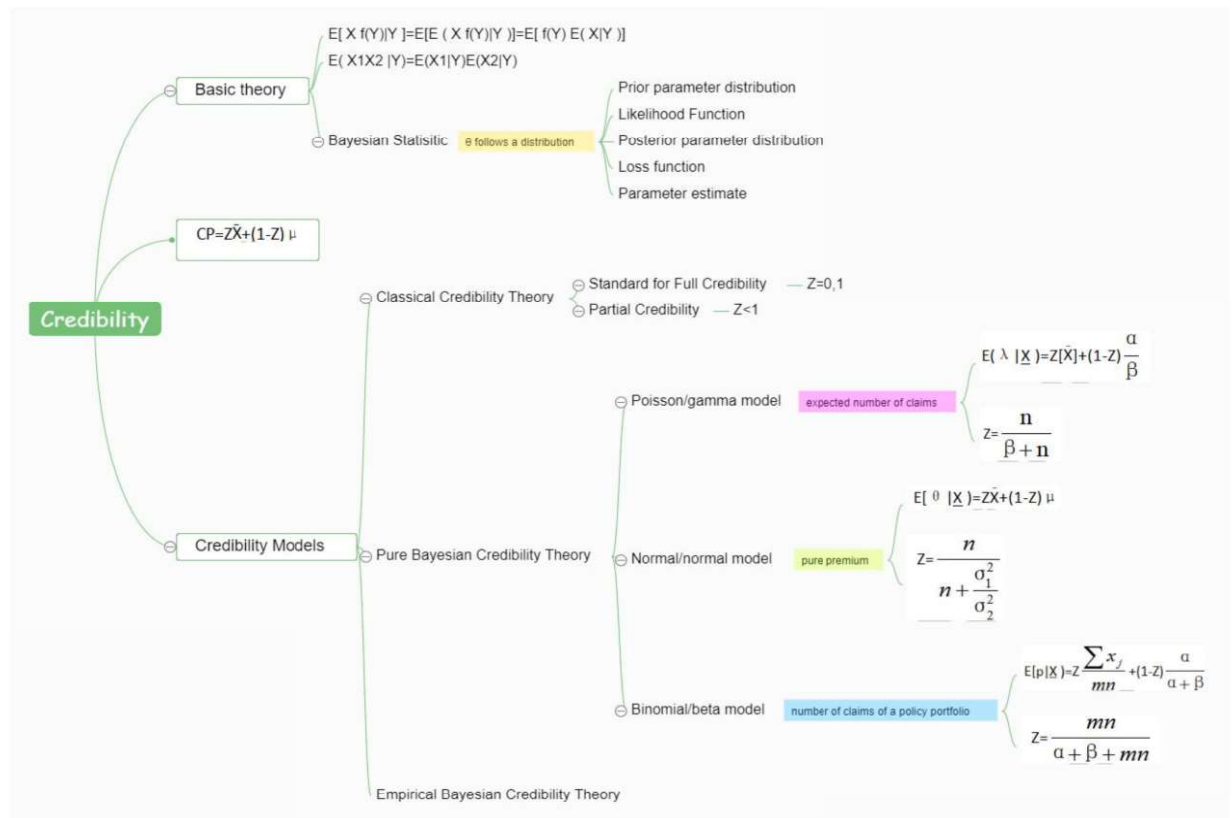 E[ X f(Y)|Y ]=E[E ( X f(Y)|Y )]=E[ f(Y) E( X|Y )]
E( X1X2 |Y)=E(X1|Y)E(X2|Y)
Basic theory
Bayesian Statisitic
θ follows a distribution
Prior parameter distribution
Likelihood Function
Posterior parameter distribution
Loss function
Parameter estimate
CP=ZX̄+(1-Z) μ
Credibility
Classical Credibility Theory
Standard for Full Credibility
Z=0,1
Partial Credibility
Z<1
Credibility Models
Pure Bayesian Credibility Theory
Poisson/gamma model
expected number of claims
E( λ |X )=Z[X̄]+(1-Z) α/β
Z= n/(β+n)
Normal/normal model
pure premium
E[ θ |X )=ZX̄+(1-Z) μ
Z= n/(n + σ₁²/σ₂²)
Binomial/beta model
number of claims of a policy portfolio
E[p|X )=Z ∑xⱼ/mn +(1-Z) α/(α+β)
Z= mn/(α+β+mn)
Empirical Bayesian Credibility Theory